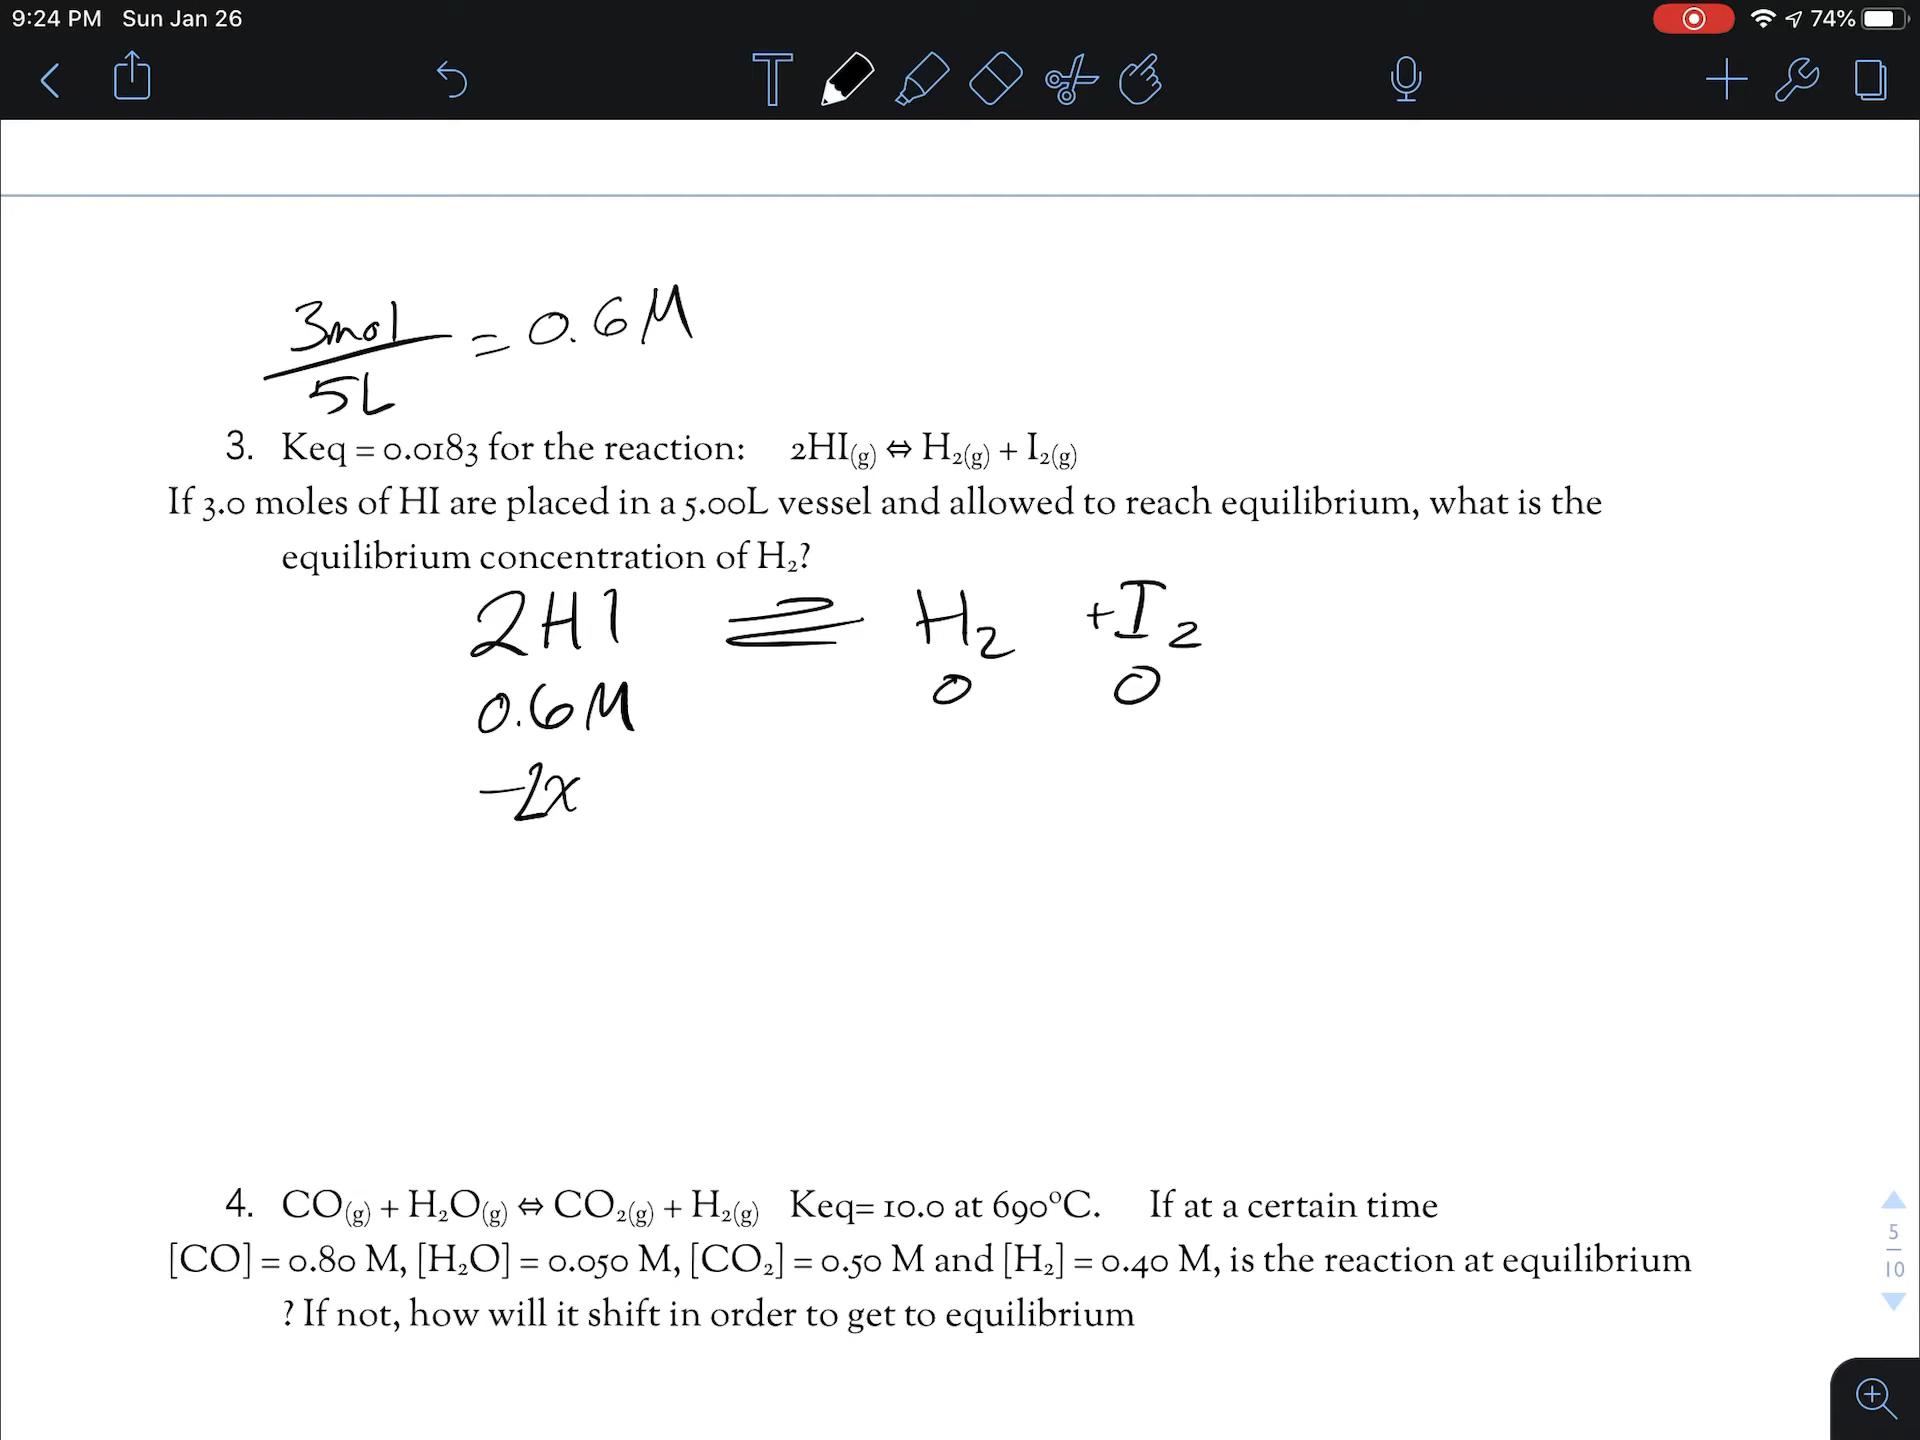 9:24 PM Sun Jan 26
74%
3mol
5L
= 0.6M
3. Keq = 0.0183 for the reaction: 2HI(g) ⇔ H₂(g) + I₂(g)
If 3.0 moles of HI are placed in a 5.00L vessel and allowed to reach equilibrium, what is the
equilibrium concentration of H₂?
2HI ⇌ H₂ + I₂
0.6M 0 0
-2x
4. CO(g) + H₂O(g) ⇔ CO₂(g) + H₂(g) Keq= 10.0 at 690°C. If at a certain time
[CO] = 0.80 M, [H₂O] = 0.050 M, [CO₂] = 0.50 M and [H₂] = 0.40 M, is the reaction at equilibrium
? If not, how will it shift in order to get to equilibrium
5
10